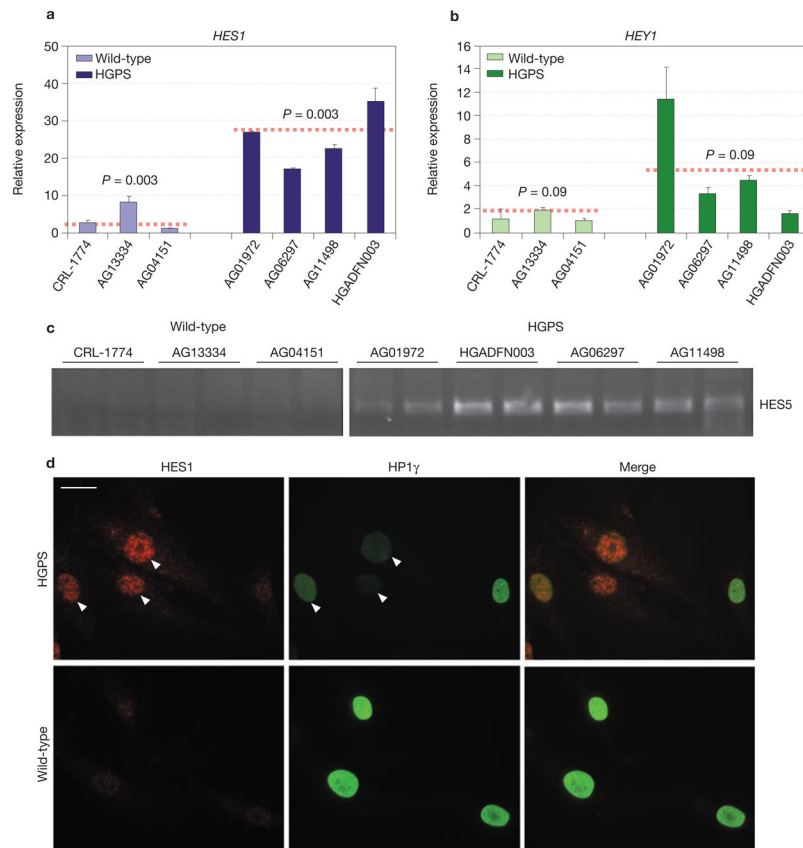 a
HES1
Relative expression
50
40
30
20
10
0
Wild-type
HGPS
P = 0.003
P = 0.003
CRL-1774
AG13334
AG04151
AG01972
AG06297
AG11498
HGADFN003
b
HEY1
Relative expression
16
14
12
10
8
6
4
2
0
Wild-type
HGPS
P = 0.09
P = 0.09
CRL-1774
AG13334
AG04151
AG01972
AG06297
AG11498
HGADFN003
c
Wild-type HGPS
CRL-1774 AG13334 AG04151 AG01972 HGADFN003 AG06297 AG11498
HES5
d
HES1 HP1γ Merge
HGPS
Wild-type